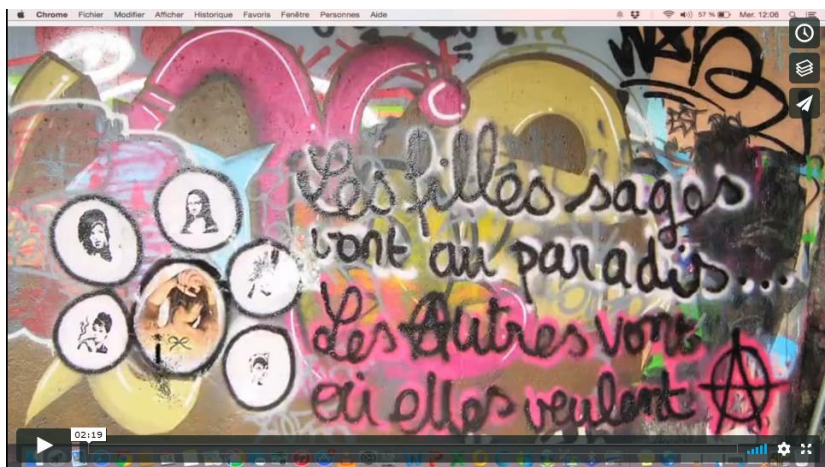 Chrome Fichier Modifier Afficher Historique Favoris Fenêtre Personnes Aide 57 % Mer. 12:06
Les filles sages
vont au paradis...
Les Autres vont
où elles veulent
02:19